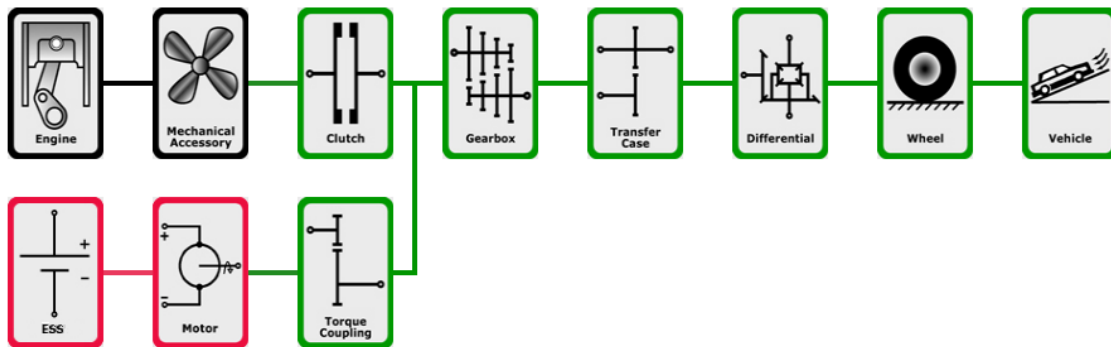 Engine
Mechanical
Accessory
Clutch
Gearbox
Transfer
Case
Differential
Wheel
Vehicle
+
−
ESS
+
−
Motor
Torque
Coupling